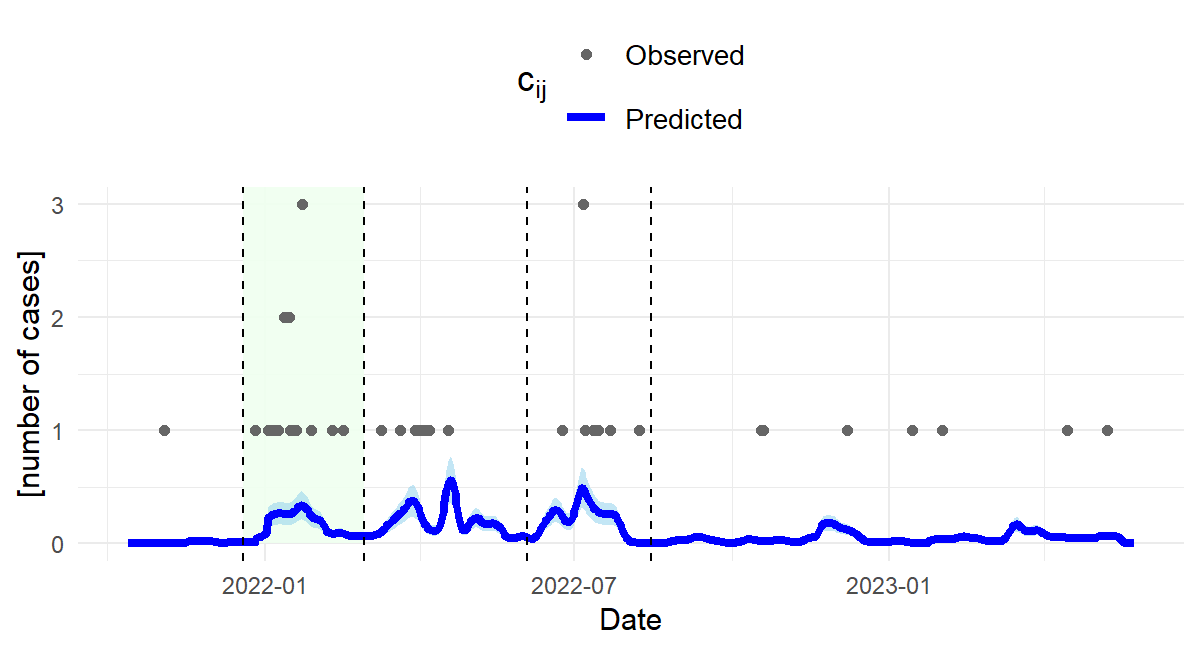 Observed
c_ij
Predicted
[number of cases]
3
2
1
0
2022-01
2022-07
2023-01
Date